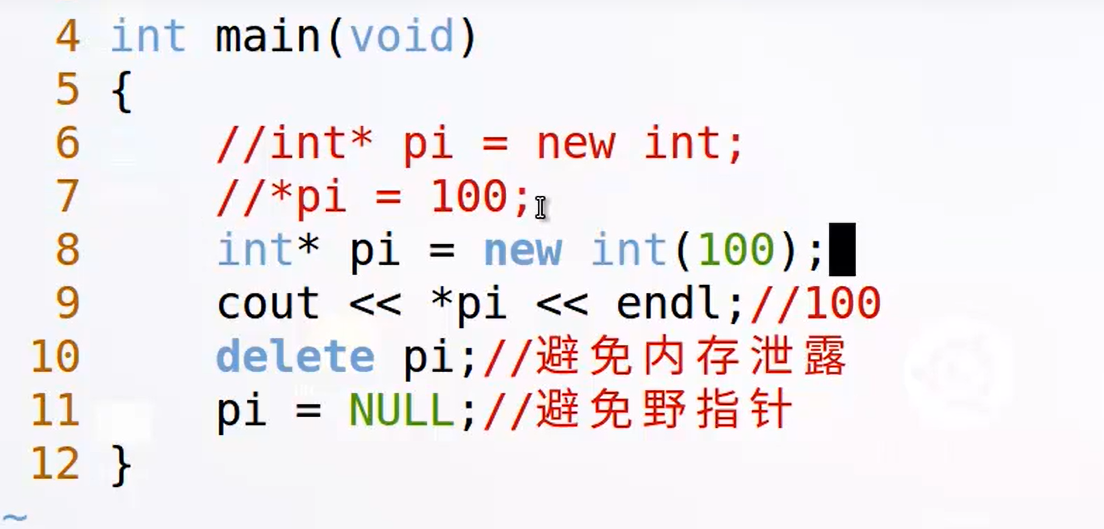 4 int main(void)
5 {
6     //int* pi = new int;
7     //*pi = 100;
8     int* pi = new int(100);
9     cout << *pi << endl;//100
10     delete pi;//避免内存泄露
11     pi = NULL;//避免野指针
12 }
~